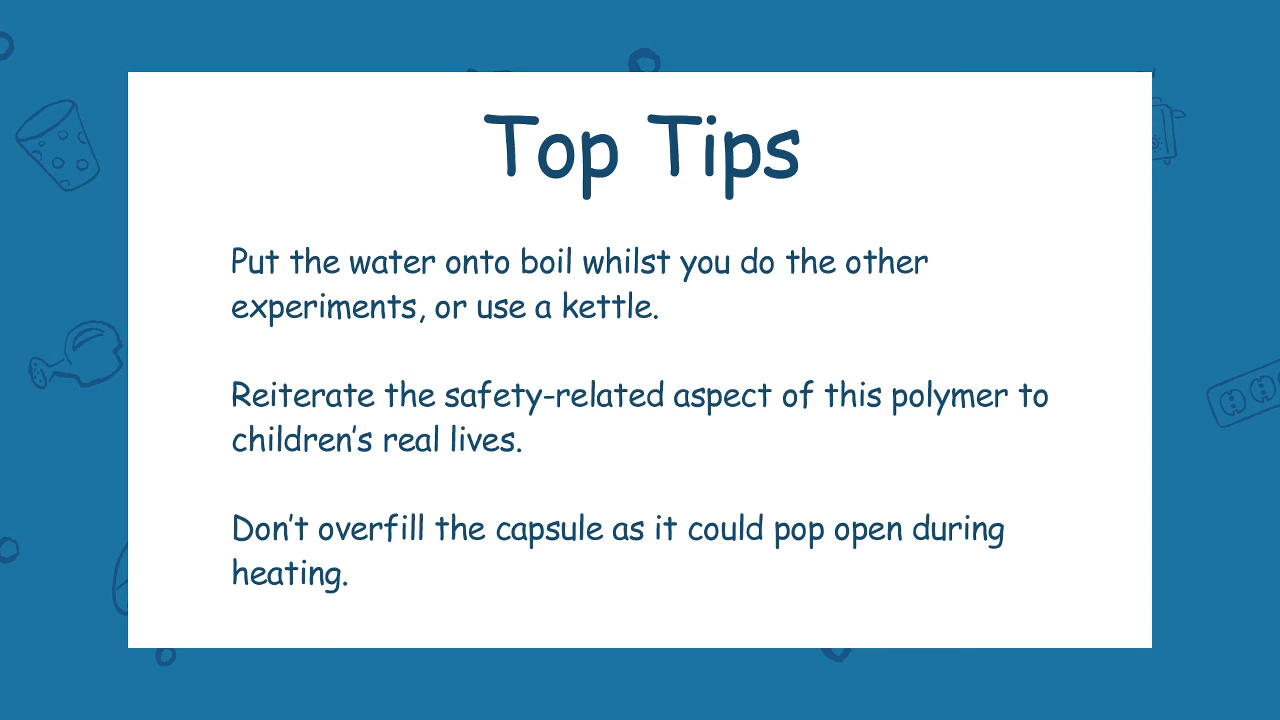 Top Tips
Put the water onto boil whilst you do the other
experiments, or use a kettle.
Reiterate the safety-related aspect of this polymer to
children's real lives.
Don't overfill the capsule as it could pop open during
heating.